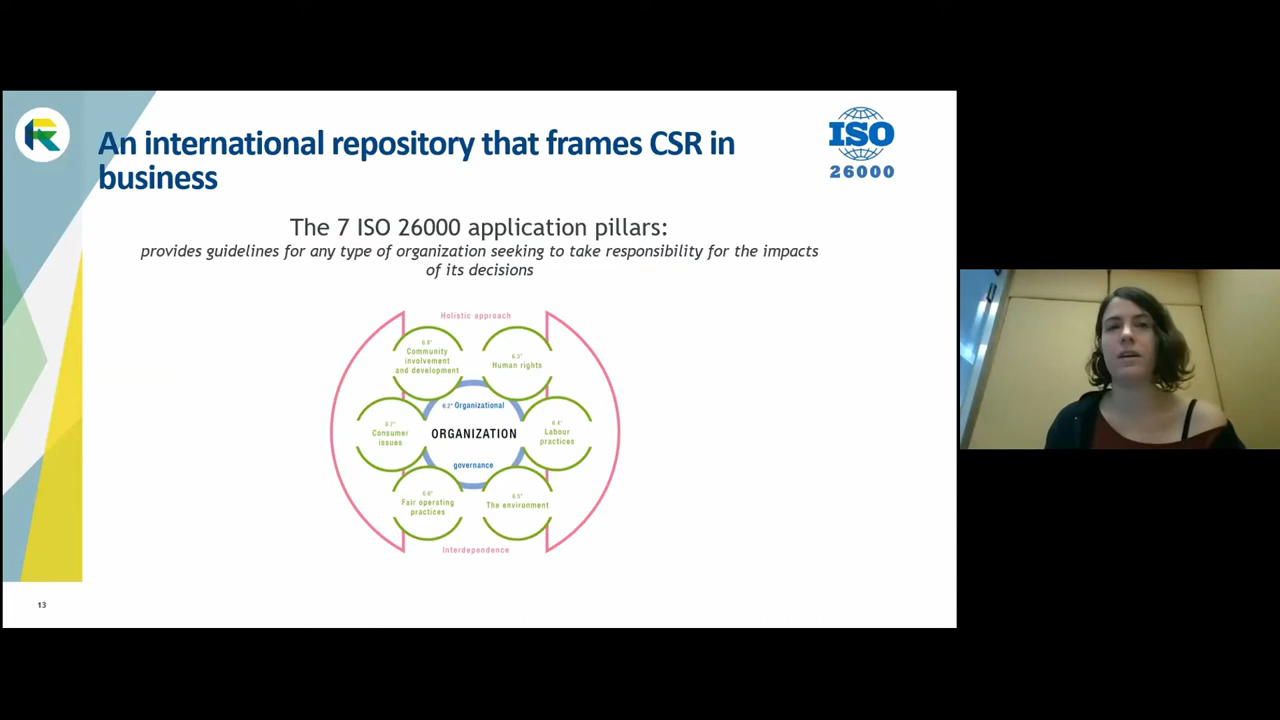 An international repository that frames CSR in
business
ISO
26000
The 7 ISO 26000 application pillars:
provides guidelines for any type of organization seeking to take responsibility for the impacts
of its decisions
Holistic approach
6.8*
Community
involvement
and development
6.3*
Human rights
6.2* Organizational
6.7*
Consumer
issues
ORGANIZATION
6.4*
Labour
practices
governance
6.6*
Fair operating
practices
6.5*
The environment
Interdependence
13